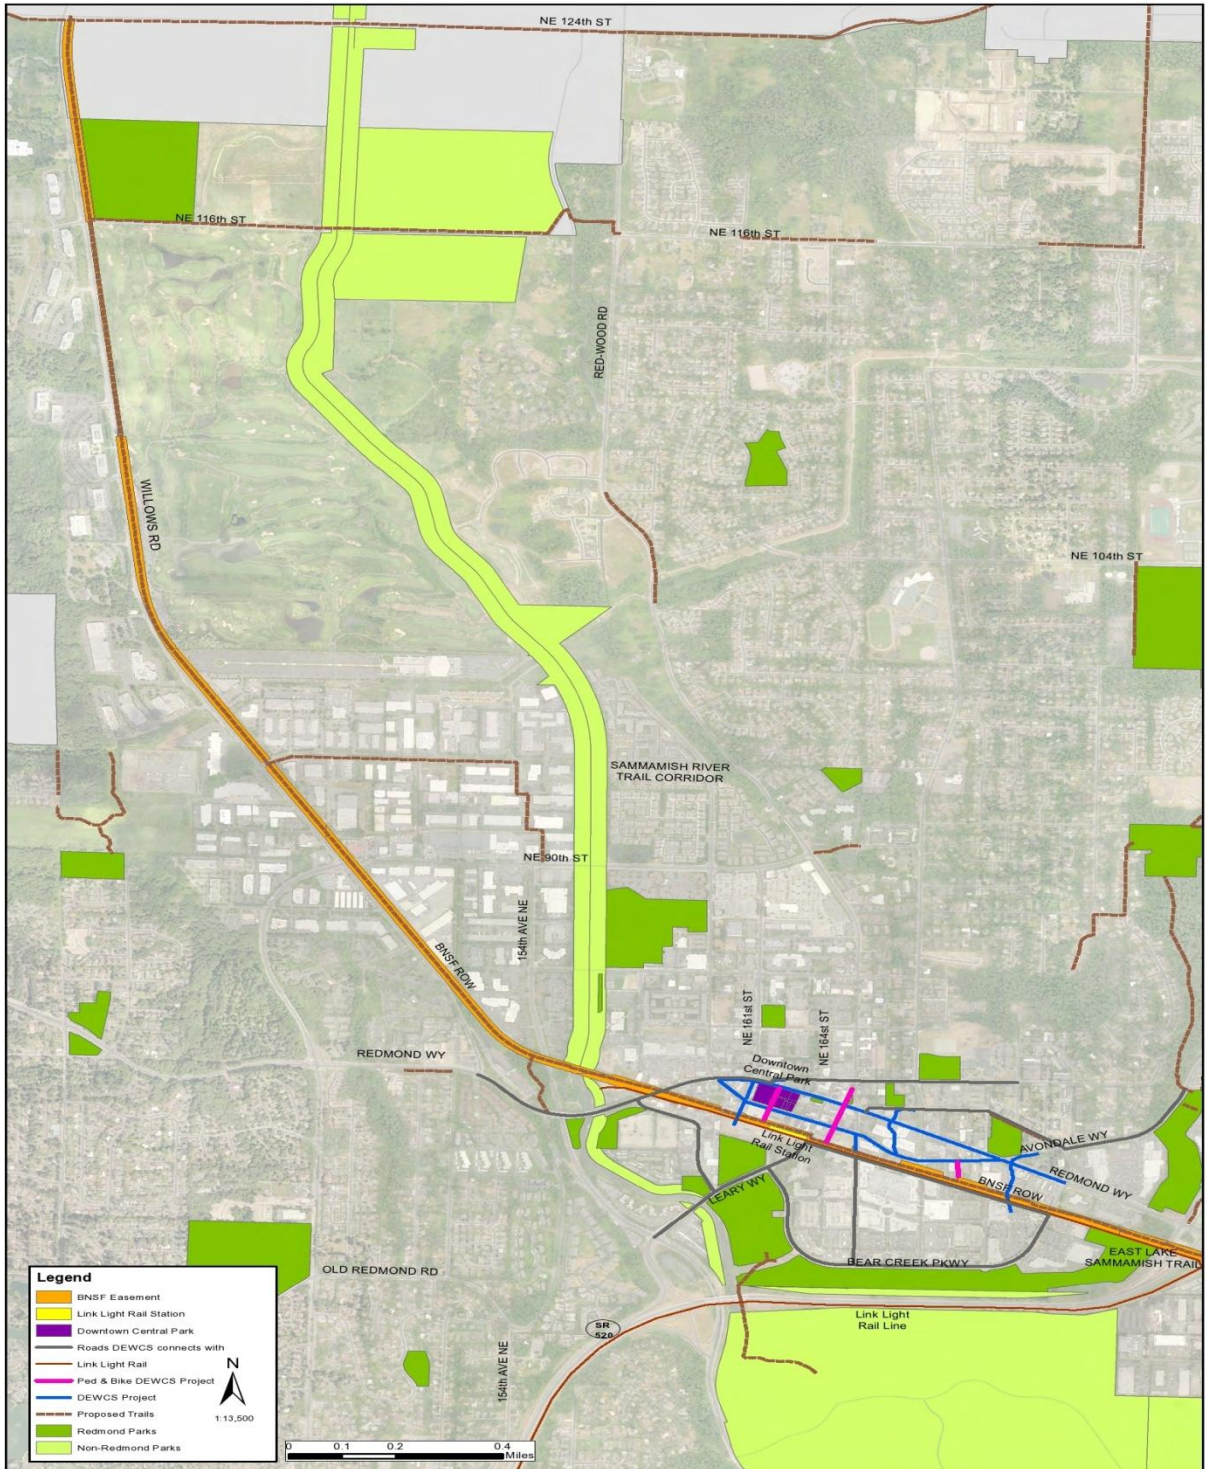 NE 124th ST
NE 116th ST
NE 116th ST
RED-WOOD RD
WILLOWS RD
NE 104th ST
SAMMAMISH RIVER
TRAIL CORRIDOR
NE 90th ST
154th AVE NE
BNSF ROW
NE 161st ST
NE 164st ST
REDMOND WY
Downtown
Central Park
Link Light
Rail Station
AVONDALE WY
REDMOND WY
BNSF ROW
LEARY WY
BEAR CREEK PKWY
EAST LAKE
SAMMAMISH TRAIL
OLD REDMOND RD
Link Light
Rail Line
SR
520
154th AVE NE
Legend
BNSF Easement
Link Light Rail Station
Downtown Central Park
Roads DEWCS connects with
Link Light Rail
Ped & Bike DEWCS Project
DEWCS Project
Proposed Trails
Redmond Parks
Non-Redmond Parks
N
1:13,500
0 0.1 0.2 0.4
Miles